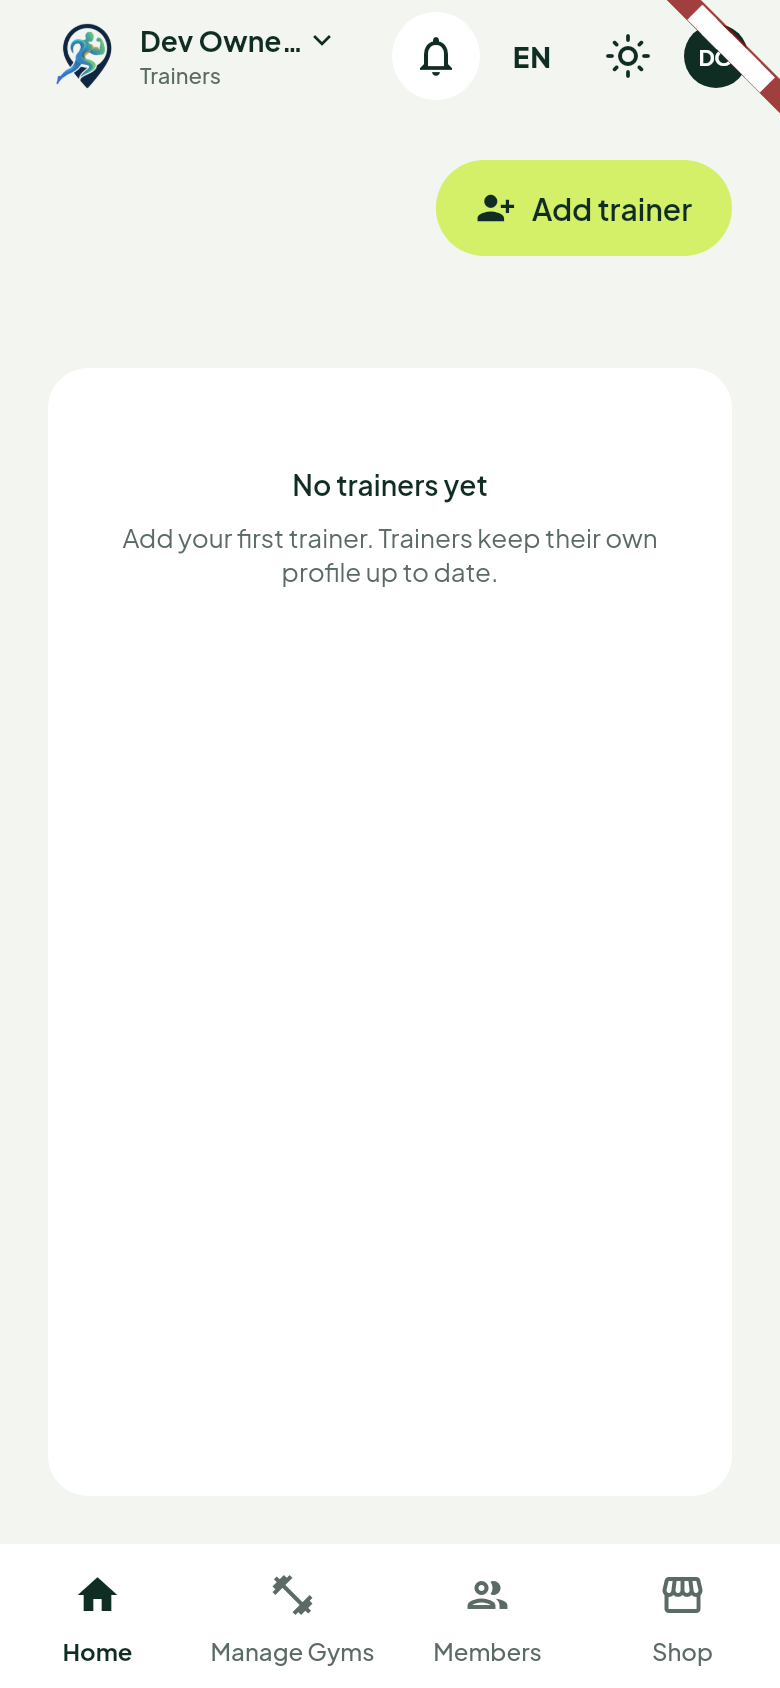 Dev Owne...
Trainers
EN
Add trainer
No trainers yet
Add your first trainer. Trainers keep their own
profile up to date.
Home
Manage Gyms
Members
Shop